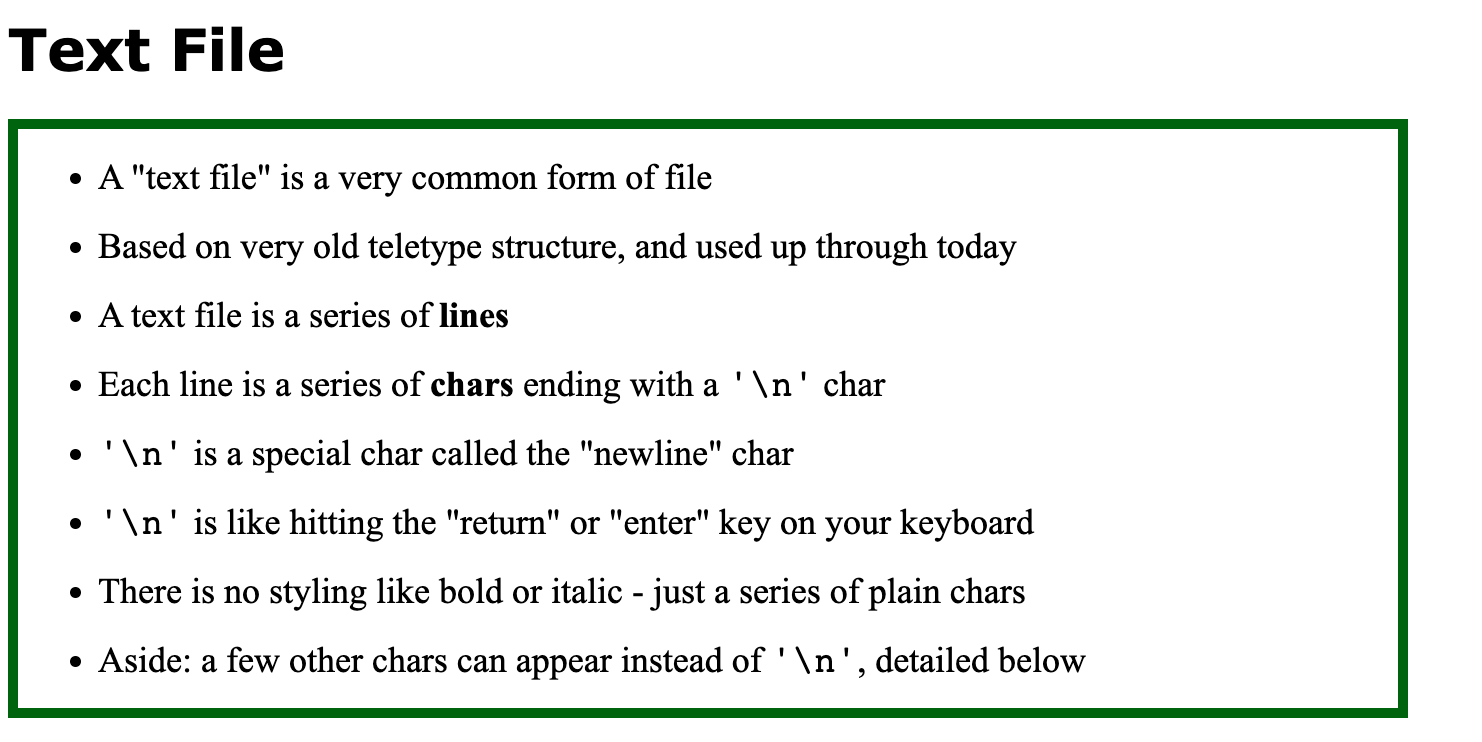 Text File
• A "text file" is a very common form of file
• Based on very old teletype structure, and used up through today
• A text file is a series of lines
• Each line is a series of chars ending with a '\n' char
• '\n' is a special char called the "newline" char
• '\n' is like hitting the "return" or "enter" key on your keyboard
• There is no styling like bold or italic - just a series of plain chars
• Aside: a few other chars can appear instead of '\n', detailed below